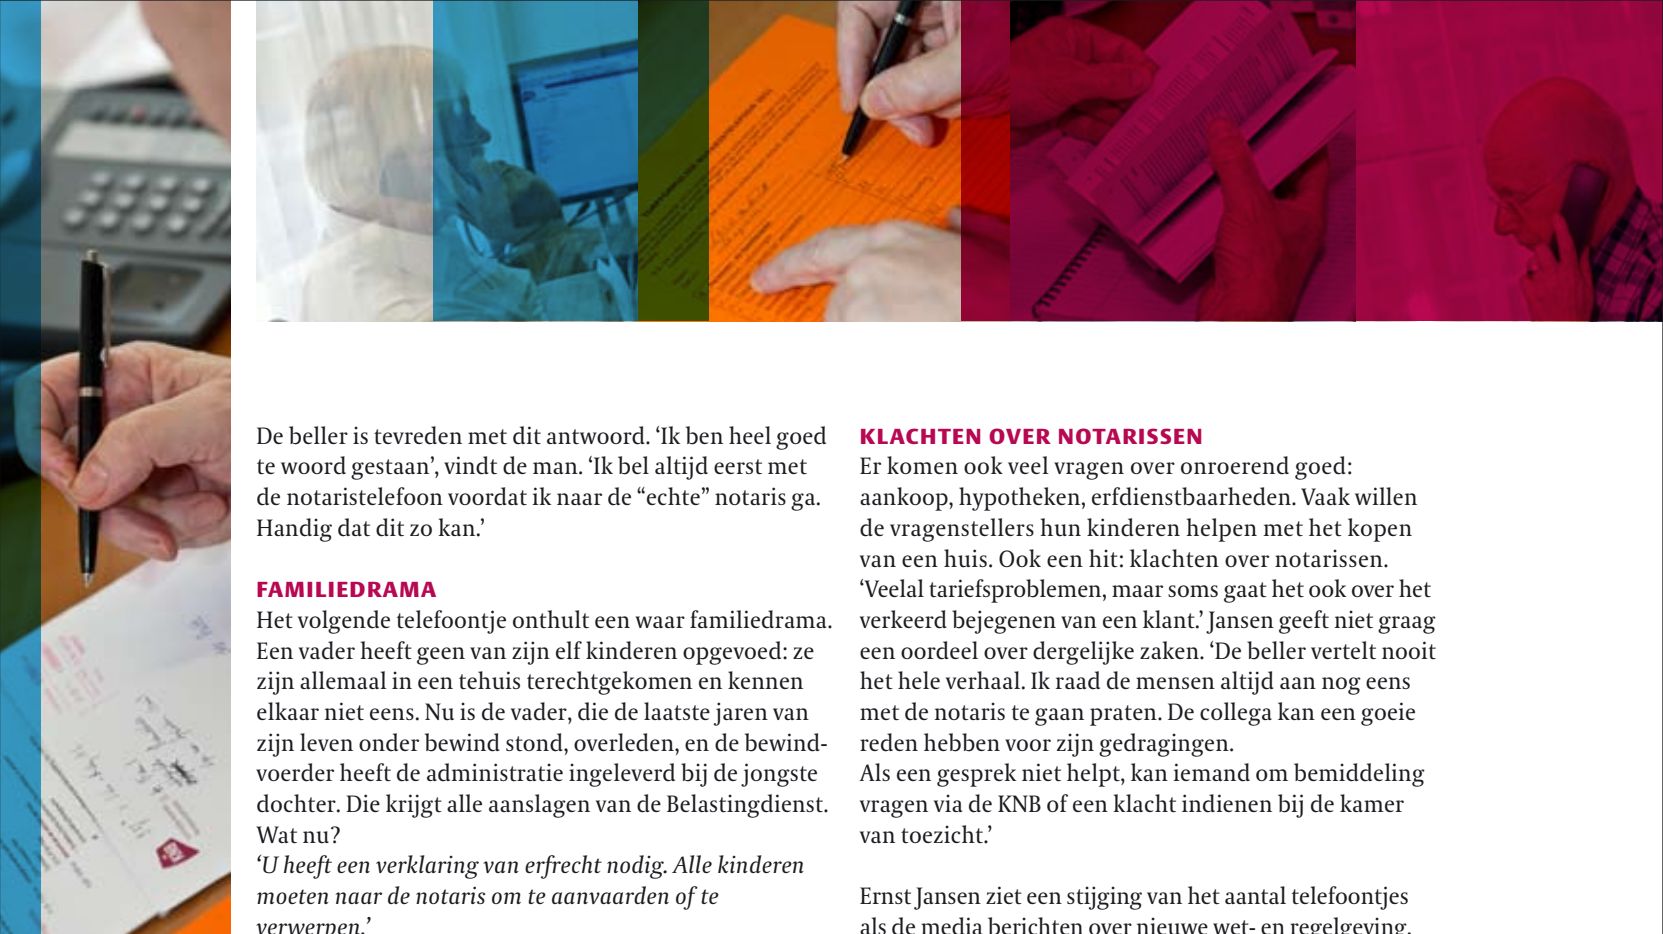 De beller is tevreden met dit antwoord. ‘Ik ben heel goed
te woord gestaan’, vindt de man. ‘Ik bel altijd eerst met
de notaristelefoon voordat ik naar de “echte” notaris ga.
Handig dat dit zo kan.’
FAMILIEDRAMA
Het volgende telefoontje onthult een waar familiedrama.
Een vader heeft geen van zijn elf kinderen opgevoed: ze
zijn allemaal in een tehuis terechtgekomen en kennen
elkaar niet eens. Nu is de vader, die de laatste jaren van
zijn leven onder bewind stond, overleden, en de bewind-
voerder heeft de administratie ingeleverd bij de jongste
dochter. Die krijgt alle aanslagen van de Belastingdienst.
Wat nu?
‘U heeft een verklaring van erfrecht nodig. Alle kinderen
moeten naar de notaris om te aanvaarden of te
verwerpen.’
KLACHTEN OVER NOTARISSEN
Er komen ook veel vragen over onroerend goed:
aankoop, hypotheken, erfdienstbaarheden. Vaak willen
de vragenstellers hun kinderen helpen met het kopen
van een huis. Ook een hit: klachten over notarissen.
‘Veelal tariefsproblemen, maar soms gaat het ook over het
verkeerd bejegenen van een klant.’ Jansen geeft niet graag
een oordeel over dergelijke zaken. ‘De beller vertelt nooit
het hele verhaal. Ik raad de mensen altijd aan nog eens
met de notaris te gaan praten. De collega kan een goeie
reden hebben voor zijn gedragingen.
Als een gesprek niet helpt, kan iemand om bemiddeling
vragen via de KNB of een klacht indienen bij de kamer
van toezicht.’
Ernst Jansen ziet een stijging van het aantal telefoontjes
als de media berichten over nieuwe wet- en regelgeving.